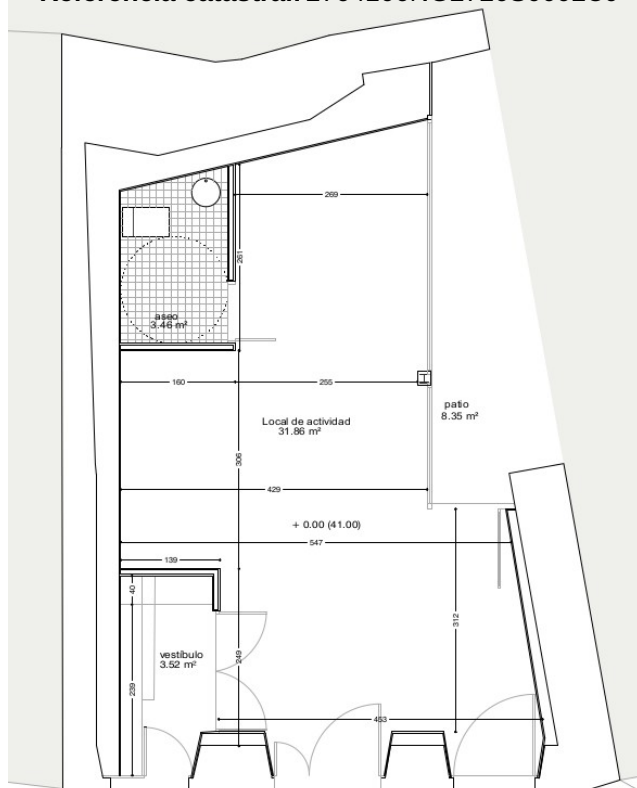 269
261
aseo
3.46 m²
160
255
patio
8.35 m²
Local de actividad
31.86 m²
306
429
+ 0.00 (41.00)
547
139
40
312
vestíbulo
3.52 m²
249
239
453